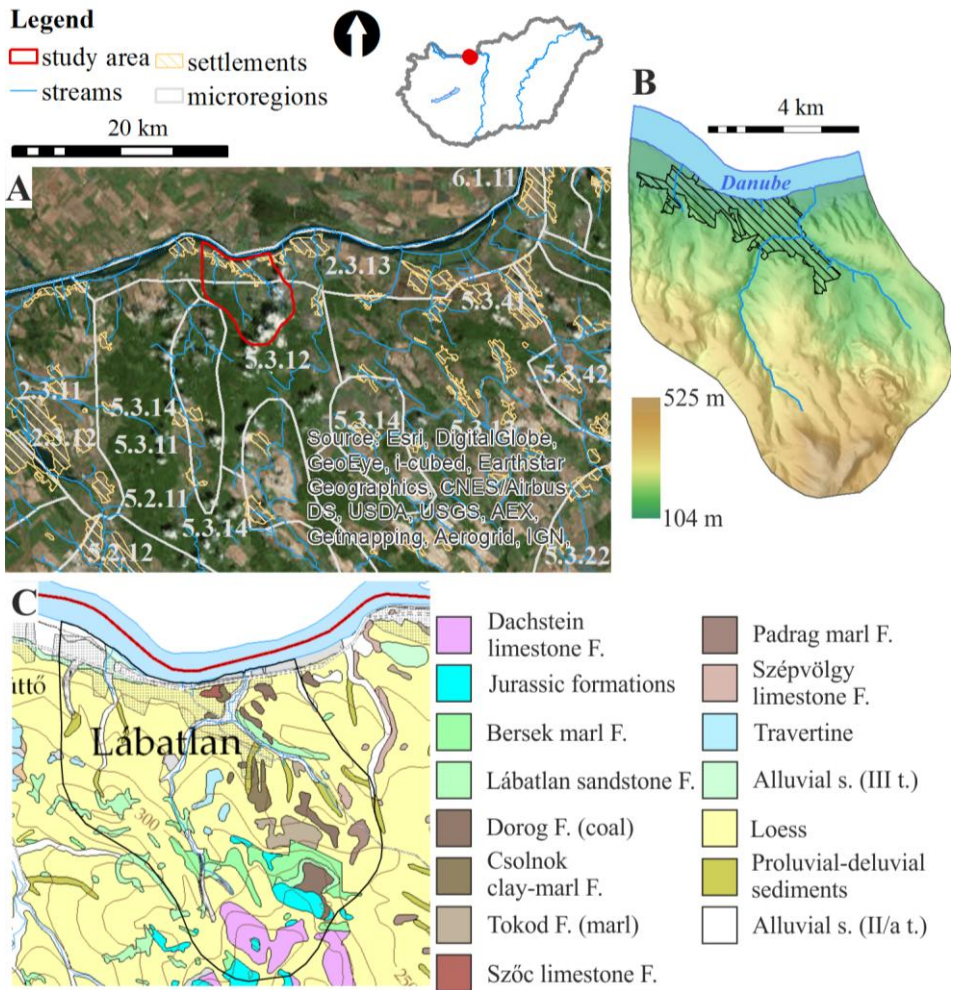 Legend
study area
settlements
streams
microregions
20 km
A
6.1.11
2.3.13
5.3.41
5.3.12
5.3.42
2.3.11
5.3.14
5.3.14
2.3.12
5.3.11
5.2.11
5.3.14
5.2.12
5.3.22
Source: Esri, DigitalGlobe,
GeoEye, i-cubed, Earthstar
Geographics, CNES/Airbus
DS, USDA, USGS, AEX,
Getmapping, Aerogrid, IGN,
B
4 km
Danube
525 m
104 m
C
üttő
Lábatlan
300
250
Dachstein
limestone F.
Jurassic formations
Bersek marl F.
Lábatlan sandstone F.
Dorog F. (coal)
Csolnok
clay-marl F.
Tokod F. (marl)
Szőc limestone F.
Padrag marl F.
Szépvölgy
limestone F.
Travertine
Alluvial s. (III t.)
Loess
Proluvial-deluvial
sediments
Alluvial s. (II/a t.)